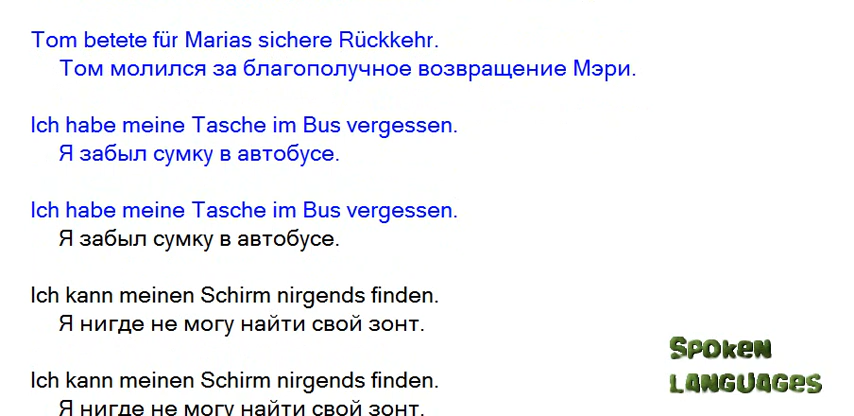 Tom betete für Marias sichere Rückkehr.
Том молился за благополучное возвращение Мэри.
Ich habe meine Tasche im Bus vergessen.
Я забыл сумку в автобусе.
Ich habe meine Tasche im Bus vergessen.
Я забыл сумку в автобусе.
Ich kann meinen Schirm nirgends finden.
Я нигде не могу найти свой зонт.
Ich kann meinen Schirm nirgends finden.
Я нигде не могу найти свой зонт.
Spoken
Languages